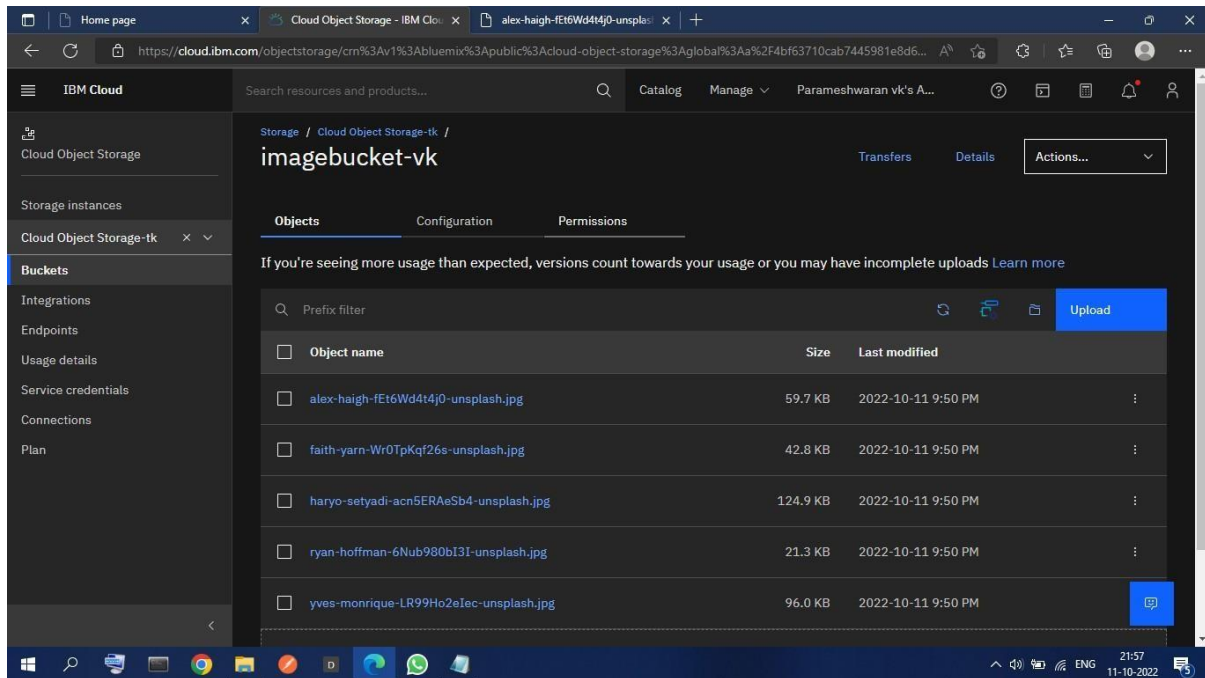 Home page
Cloud Object Storage - IBM Clou
alex-haigh-fEt6Wd4t4j0-unsplas
https://cloud.ibm.com/objectstorage/crn%3Av1%3Abluemix%3Apublic%3Acloud-object-storage%3Aglobal%3Aa%2F4bf63710cab7445981e8d6...
IBM Cloud
Search resources and products...
Catalog
Manage
Parameshwaran vk's A...
Cloud Object Storage
Storage instances
Cloud Object Storage-tk
Buckets
Integrations
Endpoints
Usage details
Service credentials
Connections
Plan
Storage / Cloud Object Storage-tk /
imagebucket-vk
Transfers
Details
Actions...
Objects
Configuration
Permissions
If you're seeing more usage than expected, versions count towards your usage or you may have incomplete uploads Learn more
Prefix filter
Upload
Object name Size Last modified
alex-haigh-fEt6Wd4t4j0-unsplash.jpg 59.7 KB 2022-10-11 9:50 PM
faith-yarn-Wr0TpKqf26s-unsplash.jpg 42.8 KB 2022-10-11 9:50 PM
haryo-setyadi-acn5ERAeSb4-unsplash.jpg 124.9 KB 2022-10-11 9:50 PM
ryan-hoffman-6Nub980bI3I-unsplash.jpg 21.3 KB 2022-10-11 9:50 PM
yves-monrique-LR99Ho2eIec-unsplash.jpg 96.0 KB 2022-10-11 9:50 PM
ENG
21:57
11-10-2022